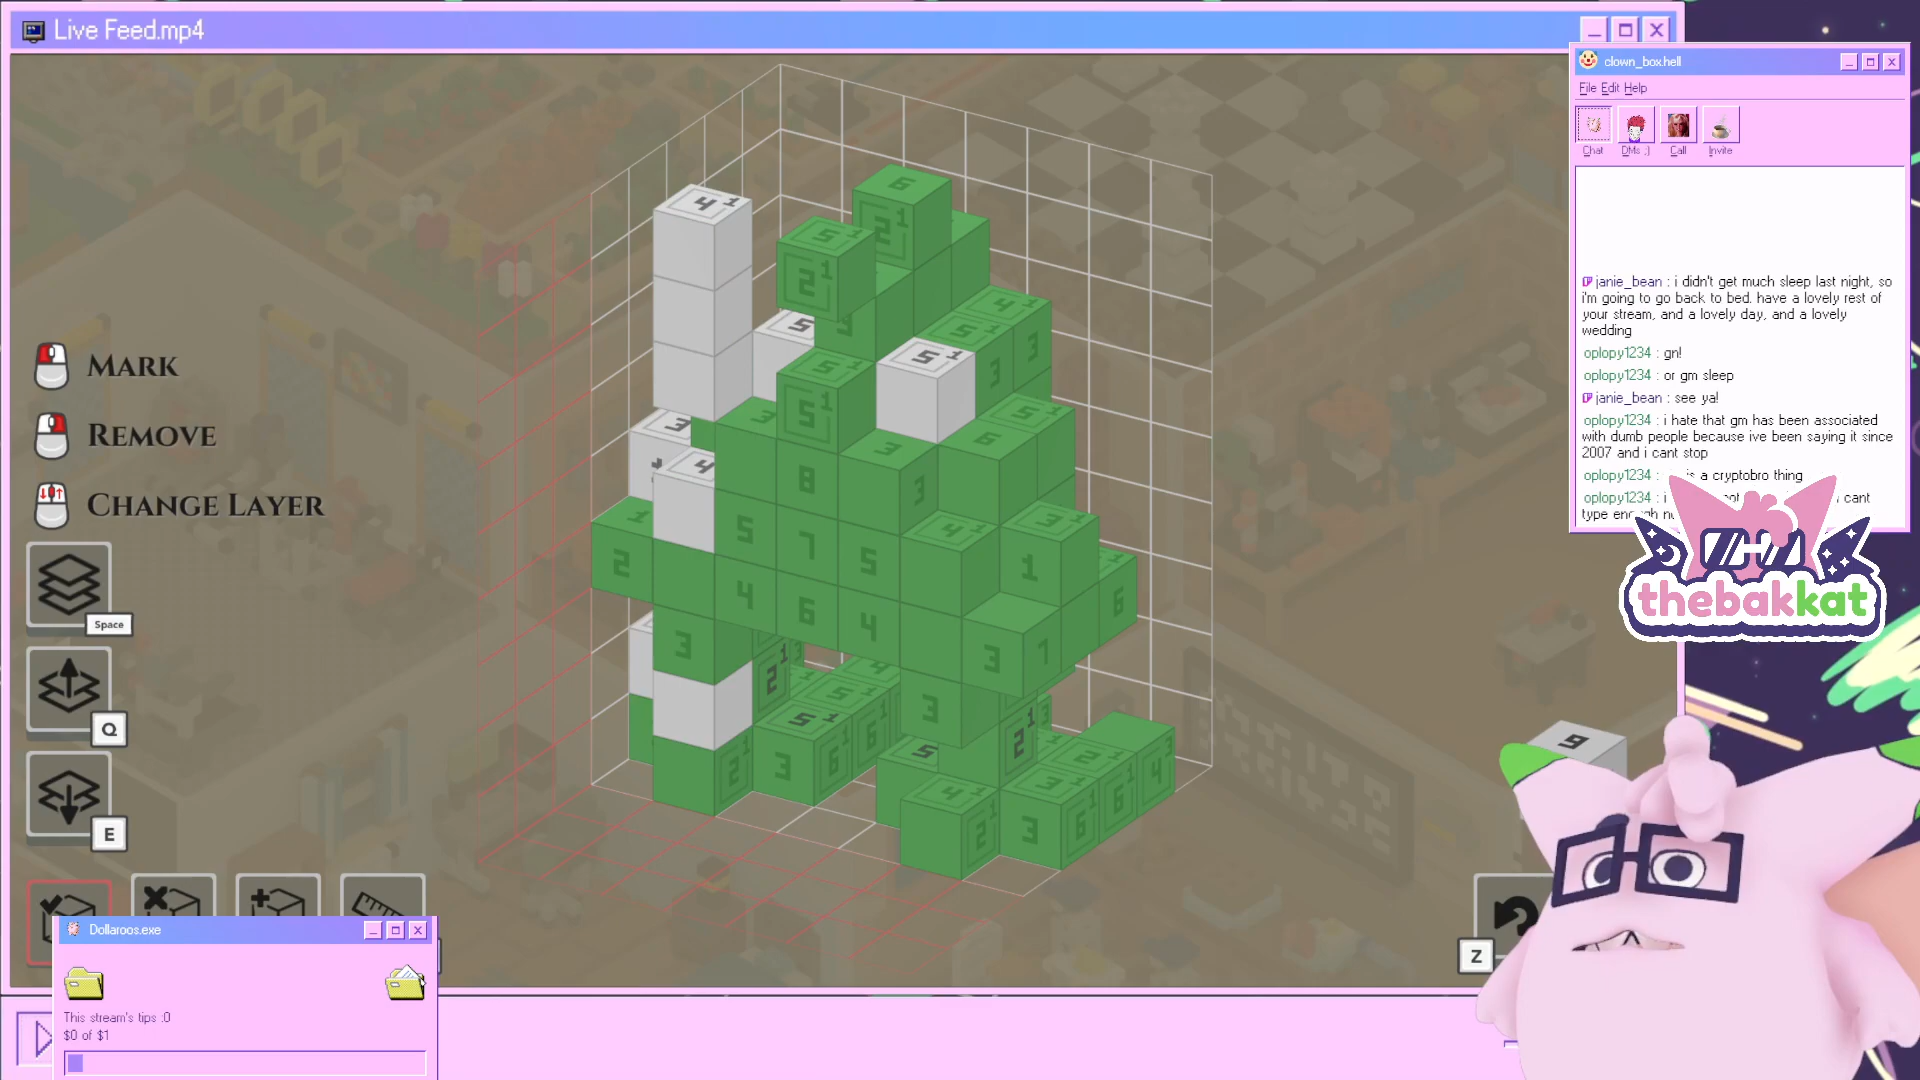 Live Feed.mp4
clown_box.hell
File Edit Help
Chat DMs ;) Call Invite
janie_bean : i didn't get much sleep last night, so
i'm going to go back to bed. have a lovely rest of
your stream, and a lovely day, and a lovely
wedding
oplopy1234 : gn!
oplopy1234 : or gm sleep
janie_bean : see ya!
oplopy1234 : i hate that gm has been associated
with dumb people because ive been saying it since
2007 and i cant stop
oplopy1234 : is a cryptobro thing
oplopy1234 : i cant
type
thebakkat
MARK
REMOVE
CHANGE LAYER
Space
Q
E
Z
Dollaroos.exe
This stream's tips :0
$0 of $1